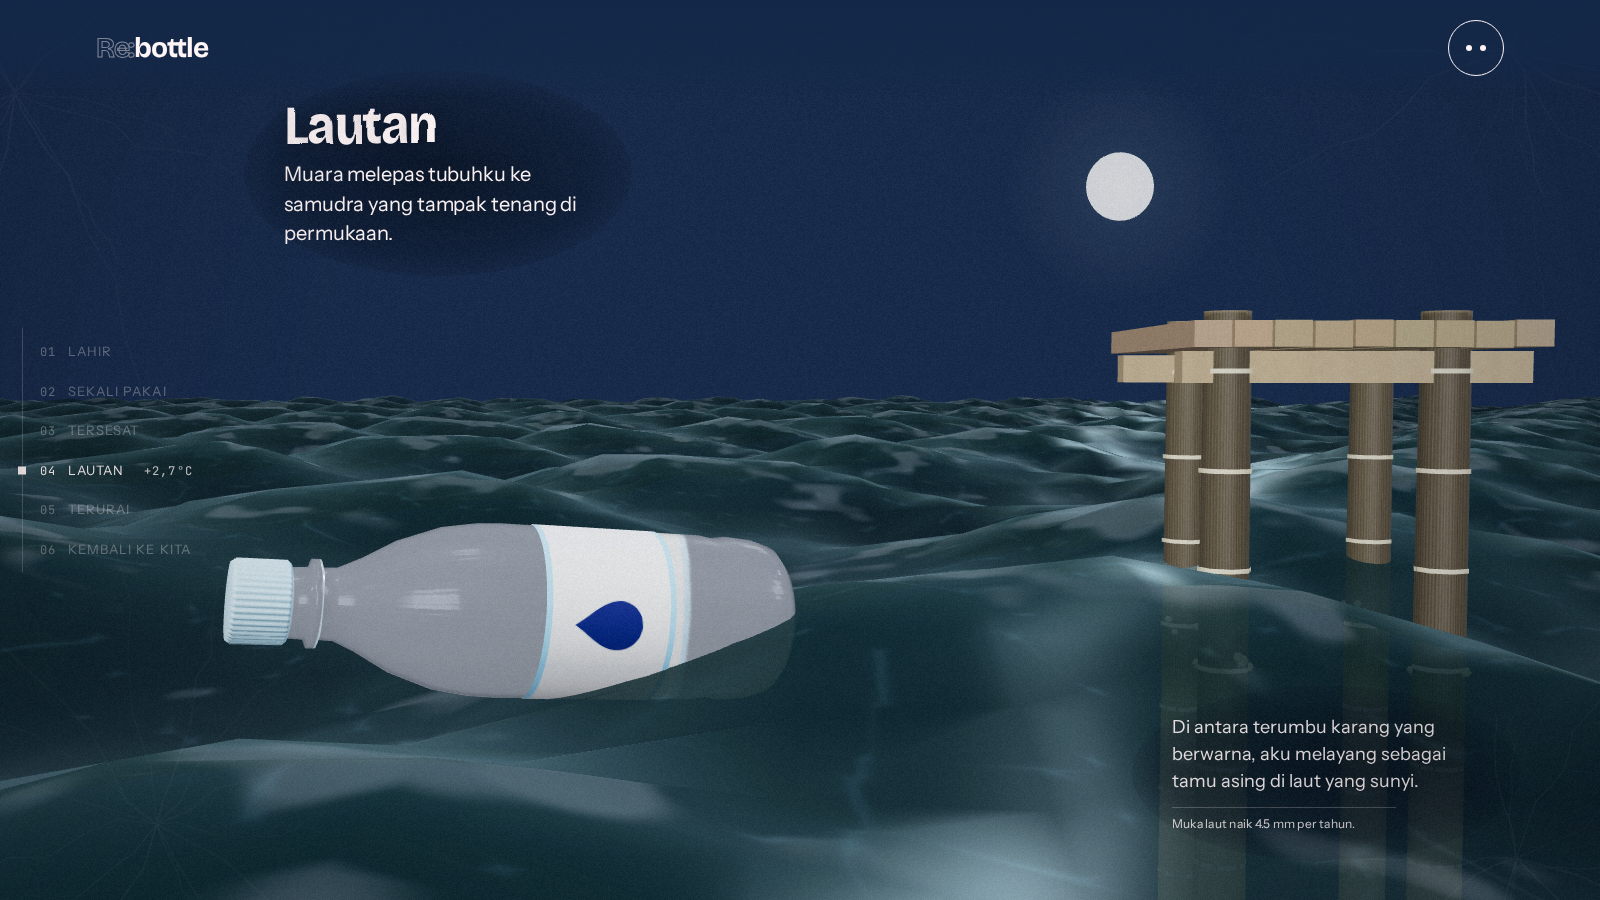 Re:bottle
Lautan
Muara melepas tubuhku ke
samudra yang tampak tenang di
permukaan.
01 LAHIR
02 SEKALI PAKAI
03 TERSESAT
04 LAUTAN +2,7°C
05 TERURAI
06 KEMBALI KE KITA
Di antara terumbu karang yang
berwarna, aku melayang sebagai
tamu asing di laut yang sunyi.
Muka laut naik 4.5 mm per tahun.